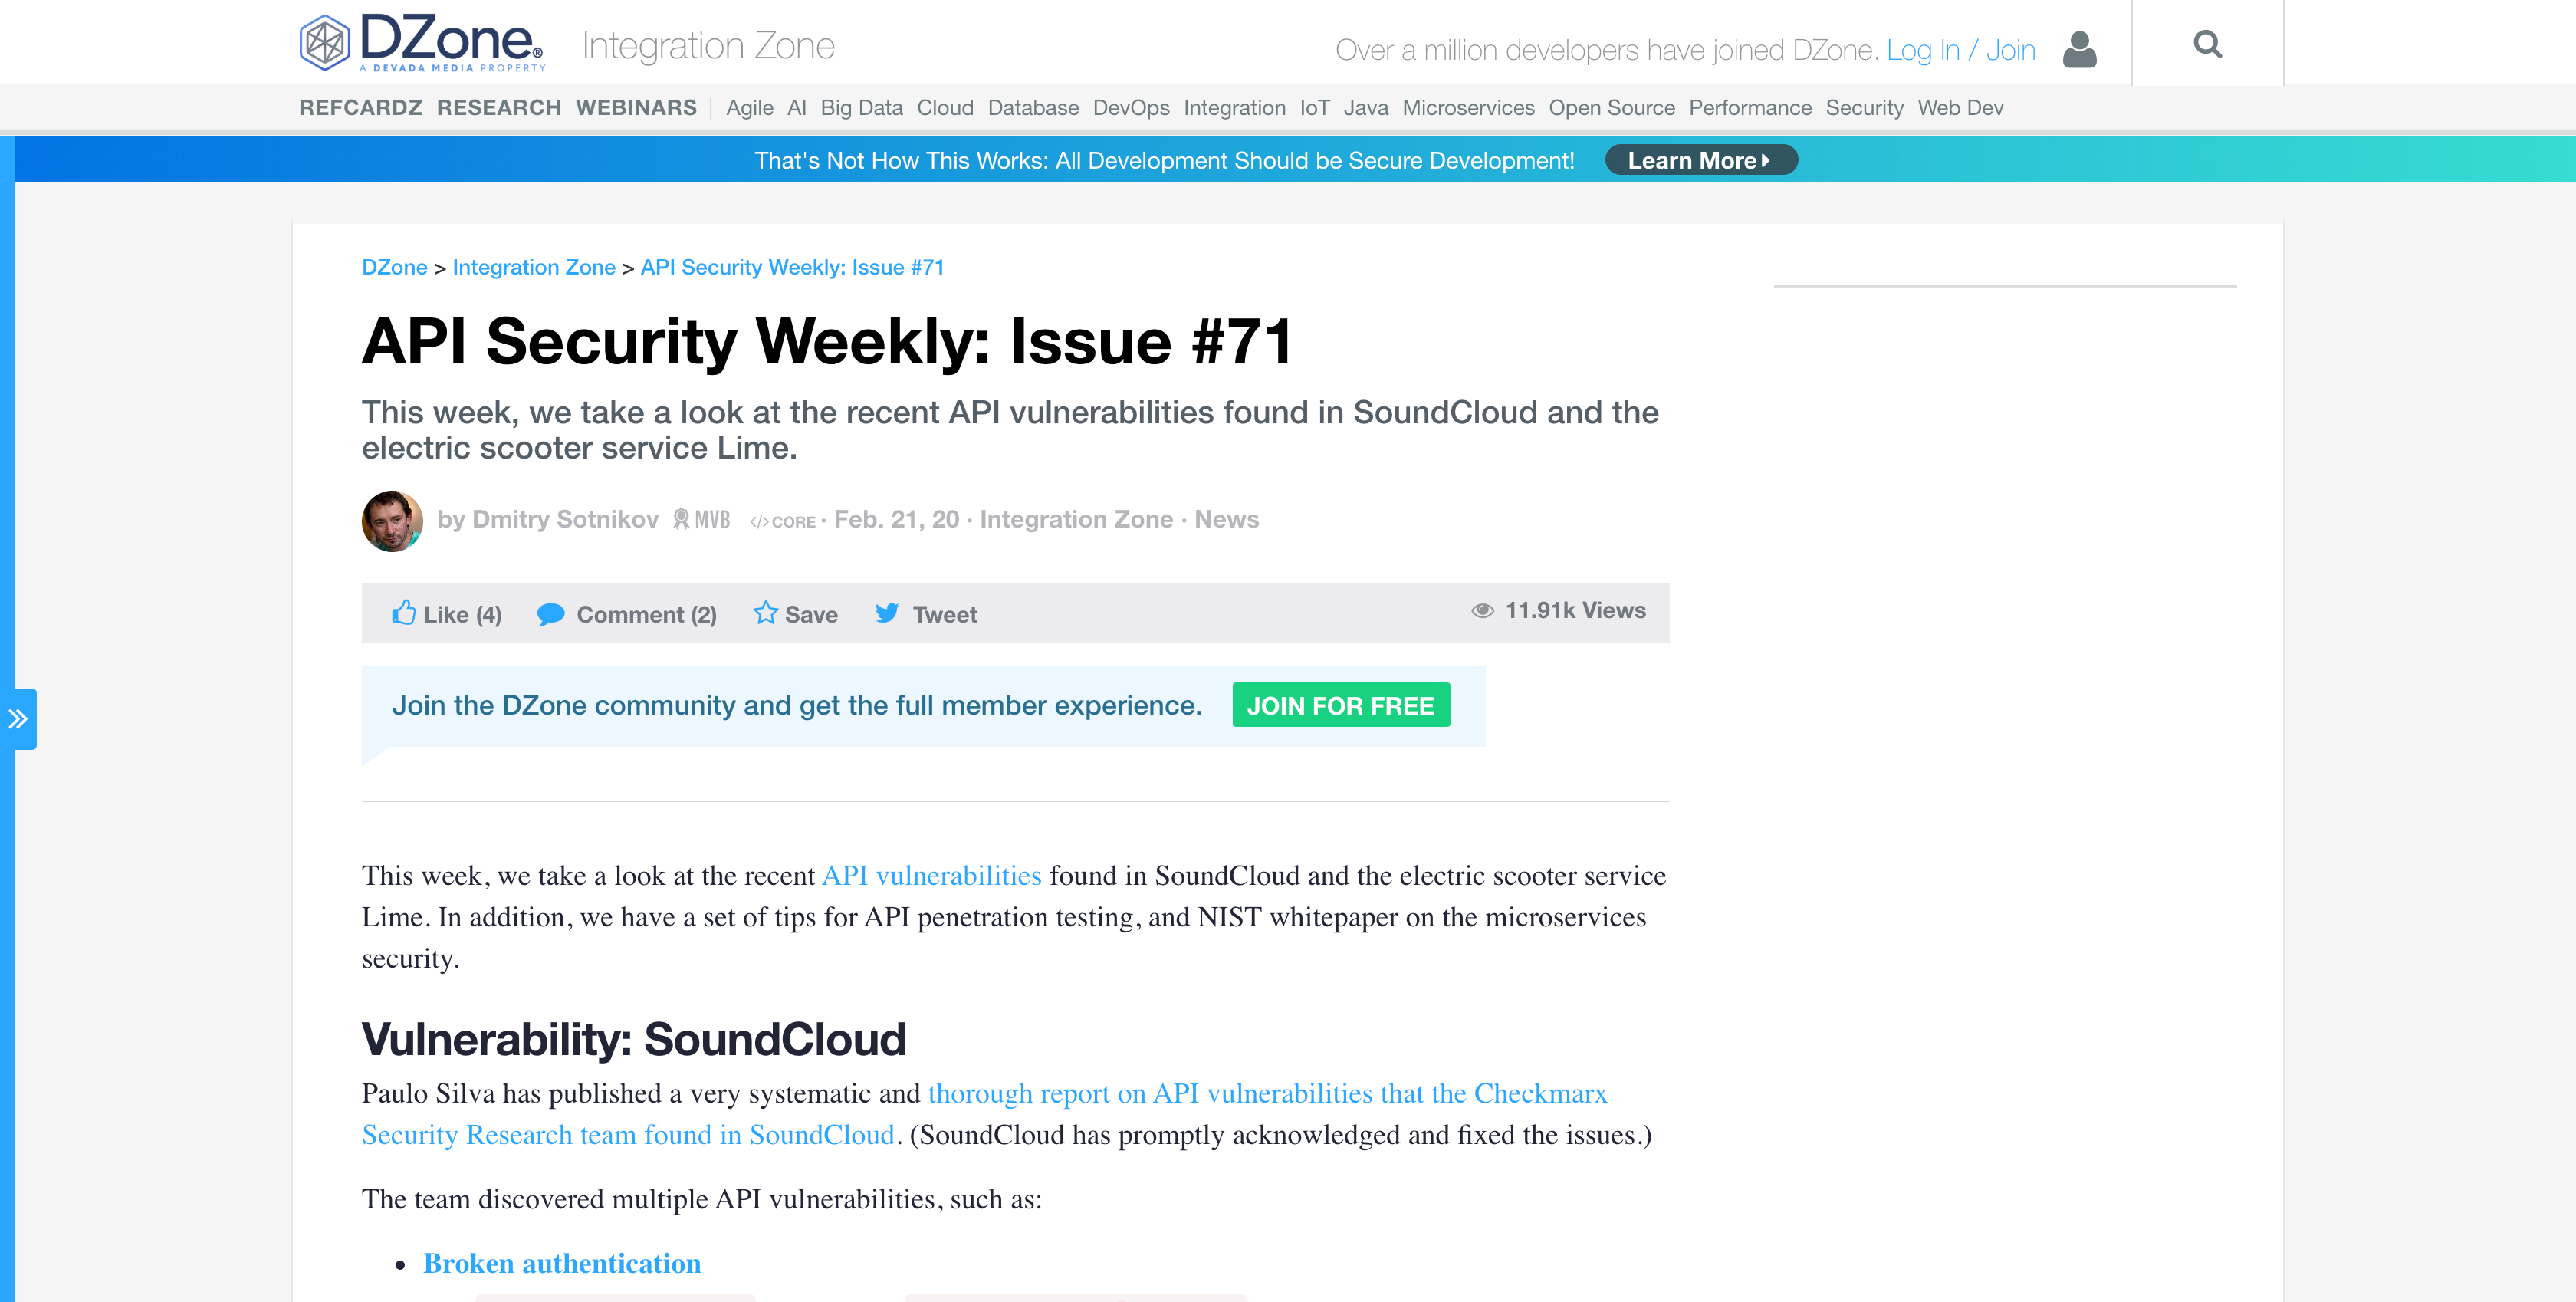 DZone®
A DEVADA MEDIA PROPERTY
Integration Zone
Over a million developers have joined DZone. Log In / Join
REFCARDZ RESEARCH WEBINARS Agile AI Big Data Cloud Database DevOps Integration IoT Java Microservices Open Source Performance Security Web Dev
That's Not How This Works: All Development Should be Secure Development! Learn More
DZone > Integration Zone > API Security Weekly: Issue #71
API Security Weekly: Issue #71
This week, we take a look at the recent API vulnerabilities found in SoundCloud and the
electric scooter service Lime.
by Dmitry Sotnikov MVB </> CORE · Feb. 21, 20 · Integration Zone · News
Like (4) Comment (2) Save Tweet 11.91k Views
Join the DZone community and get the full member experience. JOIN FOR FREE
This week, we take a look at the recent API vulnerabilities found in SoundCloud and the electric scooter service
Lime. In addition, we have a set of tips for API penetration testing, and NIST whitepaper on the microservices
security.
Vulnerability: SoundCloud
Paulo Silva has published a very systematic and thorough report on API vulnerabilities that the Checkmarx
Security Research team found in SoundCloud. (SoundCloud has promptly acknowledged and fixed the issues.)
The team discovered multiple API vulnerabilities, such as:
• Broken authentication